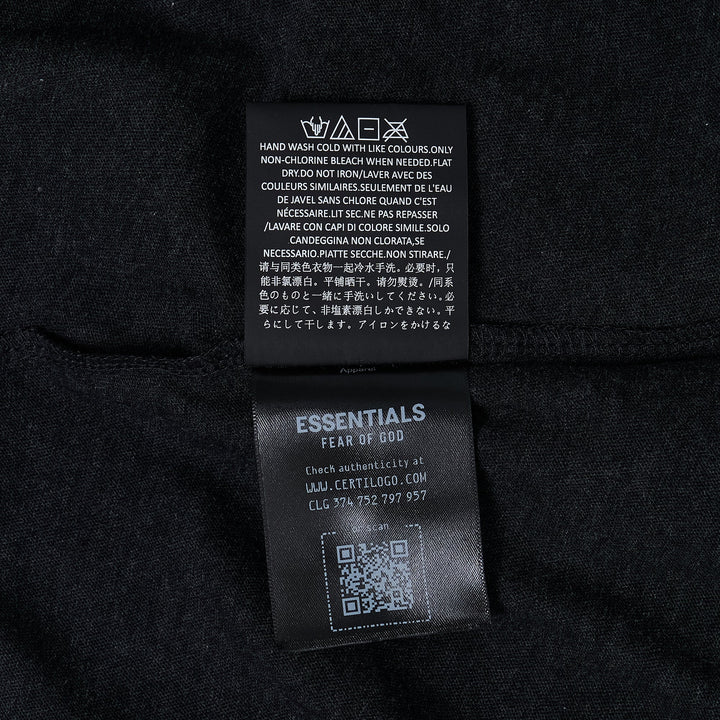 HAND WASH COLD WITH LIKE COLOURS.ONLY
NON-CHLORINE BLEACH WHEN NEEDED.FLAT
DRY.DO NOT IRON/LAVER AVEC DES
COULEURS SIMILAIRES.SEULEMENT DE L'EAU
DE JAVEL SANS CHLORE QUAND C'EST
NÉCESSAIRE.LIT SEC.NE PAS REPASSER
/LAVARE CON CAPI DI COLORE SIMILE.SOLO
CANDEGGINA NON CLORATA,SE
NECESSARIO.PIATTE SECCHE.NON STIRARE./
请与同类色衣物一起冷水手洗。必要时，只
能非氯漂白。平铺晒干。请勿熨烫。/同系
色のものと一緒に手洗いしてください。必
要に応じて、非塩素漂白しかできない。平
らにして干します。アイロンをかけるな
Apparel
ESSENTIALS
FEAR OF GOD
Check authenticity at
WWW.CERTILOGO.COM
CLG 374 752 797 957
or scan